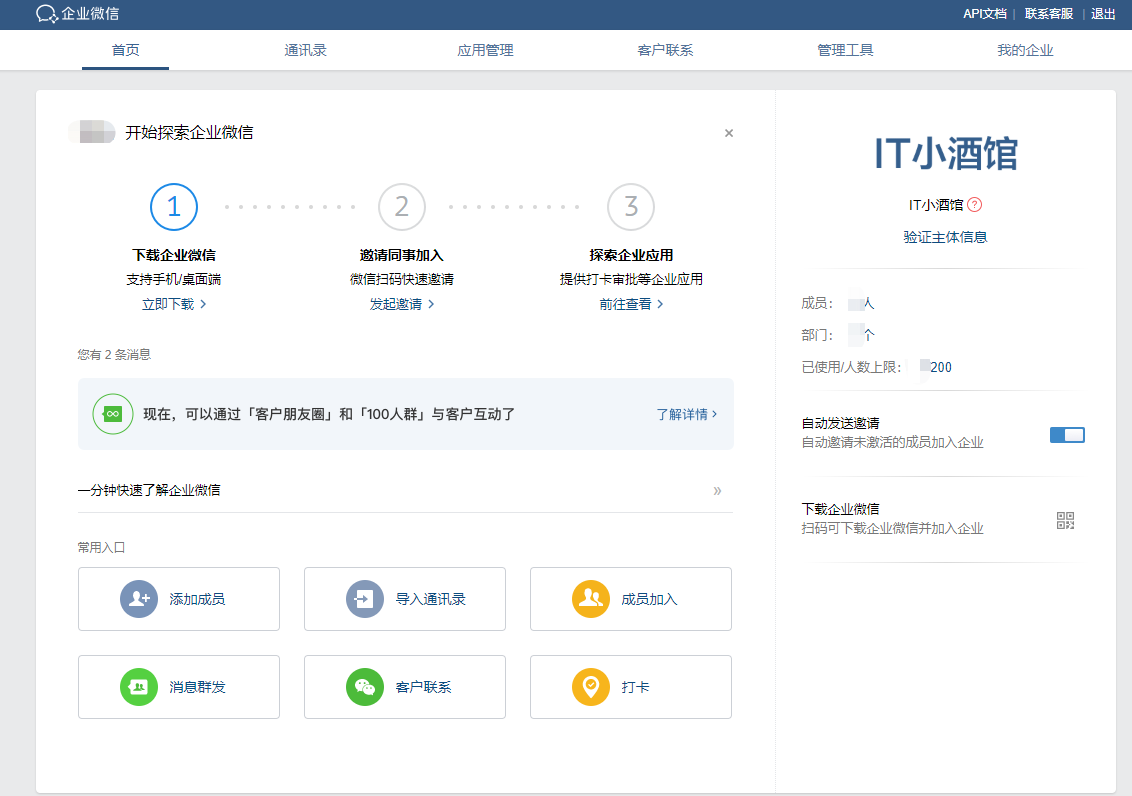 企业微信
API文档 | 联系客服 | 退出
首页 通讯录 应用管理 客户联系 管理工具 我的企业
开始探索企业微信 ×
1 2 3
下载企业微信 邀请同事加入 探索企业应用
支持手机/桌面端 微信扫码快速邀请 提供打卡审批等企业应用
立即下载 > 发起邀请 > 前往查看 >
您有 2 条消息
现在，可以通过「客户朋友圈」和「100人群」与客户互动了 了解详情 >
一分钟快速了解企业微信 »
常用入口
添加成员 导入通讯录 成员加入
消息群发 客户联系 打卡
IT小酒馆
IT小酒馆 ?
验证主体信息
成员： 人
部门： 个
已使用/人数上限： 200
自动发送邀请
自动邀请未激活的成员加入企业
下载企业微信
扫码可下载企业微信并加入企业